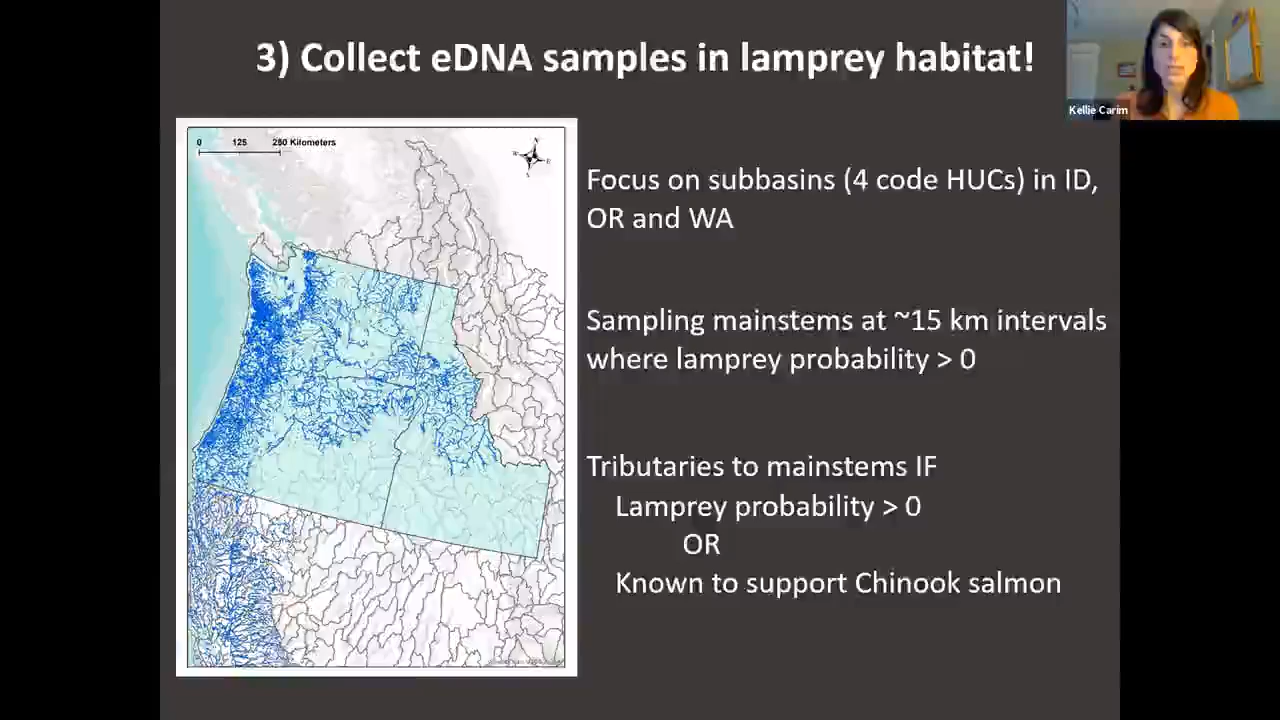 3) Collect eDNA samples in lamprey habitat!
Kellie Carim
0 125 250 Kilometers
N
W E
S
Focus on subbasins (4 code HUCs) in ID,
OR and WA
Sampling mainstems at ~15 km intervals
where lamprey probability > 0
Tributaries to mainstems IF
Lamprey probability > 0
OR
Known to support Chinook salmon